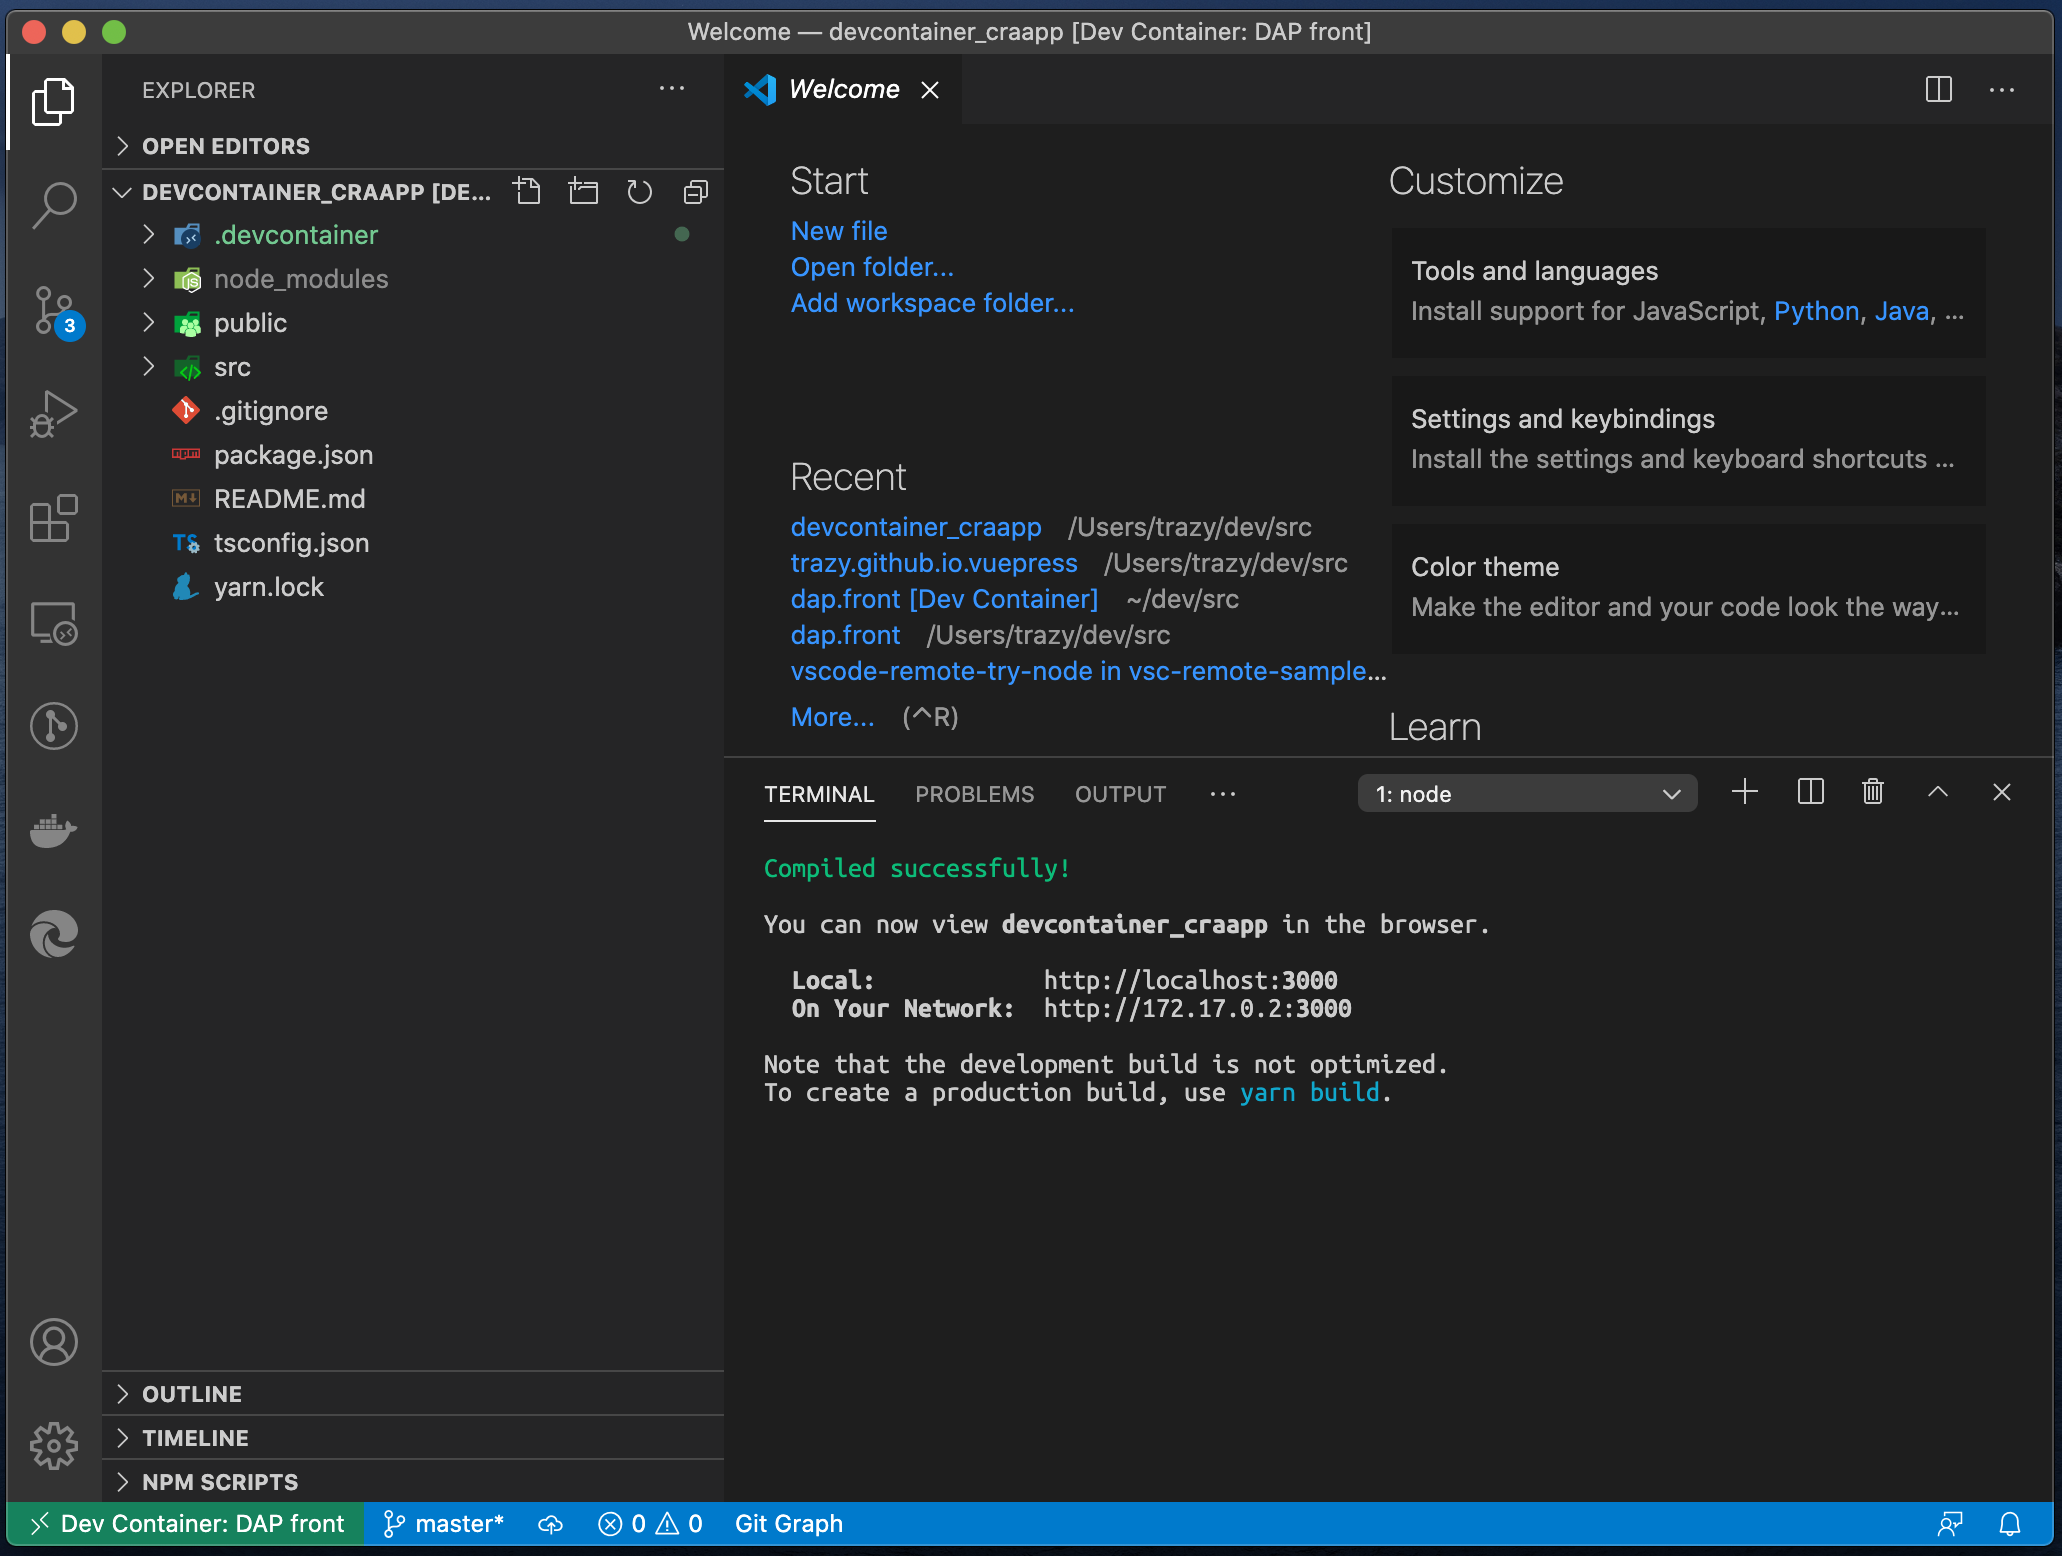 Welcome — devcontainer_craapp [Dev Container: DAP front]
EXPLORER
OPEN EDITORS
DEVCONTAINER_CRAAPP [DE...
.devcontainer
node_modules
public
src
.gitignore
package.json
README.md
tsconfig.json
yarn.lock
3
OUTLINE
TIMELINE
NPM SCRIPTS
Welcome
Start
New file
Open folder...
Add workspace folder...
Recent
devcontainer_craapp /Users/trazy/dev/src
trazy.github.io.vuepress /Users/trazy/dev/src
dap.front [Dev Container] ~/dev/src
dap.front /Users/trazy/dev/src
vscode-remote-try-node in vsc-remote-sample...
More... (^R)
Customize
Tools and languages
Install support for JavaScript, Python, Java, ...
Settings and keybindings
Install the settings and keyboard shortcuts ...
Color theme
Make the editor and your code look the way...
Learn
TERMINAL PROBLEMS OUTPUT ··· 1: node
Compiled successfully!
You can now view devcontainer_craapp in the browser.
Local: http://localhost:3000
On Your Network: http://172.17.0.2:3000
Note that the development build is not optimized.
To create a production build, use yarn build.
Dev Container: DAP front master* 0 0 Git Graph